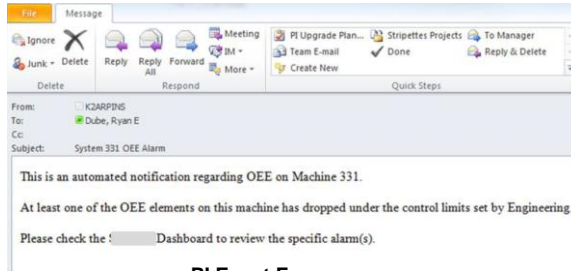 File Message
Ignore
Junk
Delete
Reply
Reply All
Forward
Meeting
IM
More
PI Upgrade Plan...
Team E-mail
Create New
Stripettes Projects
Done
To Manager
Reply & Delete
Delete Respond Quick Steps
From: K2ARPINS
To: Dube, Ryan E
Cc:
Subject: System 331 OEE Alarm
This is an automated notification regarding OEE on Machine 331.
At least one of the OEE elements on this machine has dropped under the control limits set by Engineering
Please check the Dashboard to review the specific alarm(s).